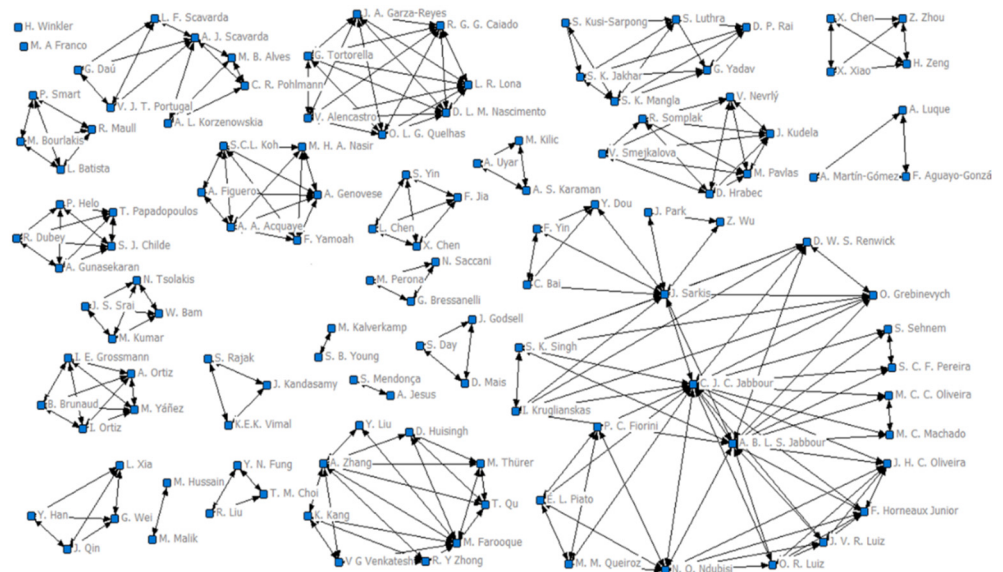 H. Winkler
M. A Franco
L. F. Scavarda
A. J. Scavarda
G. Daú
M. B. Alves
C. R. Pohlmann
V. J. T. Portugal
A. L. Korzenowskia
J. A. Garza-Reyes
R. G. G. Caiado
G. Tortorella
L. R. Lona
V. Alencastro
D. L. M. Nascimento
O. L. G. Quelhas
S. Kusi-Sarpong
S. Luthra
D. P. Rai
S. K. Jakhar
G. Yadav
S. K. Mangla
X. Chen
Z. Zhou
X. Xiao
H. Zeng
P. Smart
R. Maull
M. Bourlakis
L. Batista
S.C.L. Koh
M. H. A. Nasir
A. Figueroa
A. Genovese
A. A. Acquaye
F. Yamoah
M. Kilic
A. Uyar
A. S. Karaman
V. Nevrlý
R. Somplak
J. Kudela
V. Smejkalova
M. Pavlas
D. Hrabec
A. Luque
A. Martín-Gómez
F. Aguayo-Gonzá
P. Helo
T. Papadopoulos
R. Dubey
S. J. Childe
A. Gunasekaran
S. Yin
F. Jia
L. Chen
X. Chen
N. Tsolakis
J. S. Srai
W. Bam
M. Kumar
N. Saccani
M. Perona
G. Bressanelli
Y. Dou
F. Yin
J. Park
Z. Wu
C. Bai
J. Sarkis
D. W. S. Renwick
O. Grebinevych
S. Sehnem
S. K. Singh
S. C. F. Pereira
C. J. C. Jabbour
M. C. C. Oliveira
I. Kruglianskas
P. C. Fiorini
M. C. Machado
A. B. L. S. Jabbour
J. H. C. Oliveira
E. L. Piato
F. Horneaux Junior
J. V. R. Luiz
M. M. Queiroz
N. O. Ndubisi
O. R. Luiz
M. Kalverkamp
S. B. Young
J. Godsell
S. Day
D. Mais
I. E. Grossmann
A. Ortiz
B. Brunaud
M. Yáñez
I. Ortiz
S. Rajak
J. Kandasamy
K.E.K. Vimal
S. Mendonça
A. Jesus
Y. Liu
D. Huisingh
A. Zhang
M. Thürer
T. Qu
K. Kang
M. Farooque
V G Venkatesh
R. Y Zhong
L. Xia
Y. Han
G. Wei
J. Qin
M. Hussain
M. Malik
Y. N. Fung
T. M. Choi
R. Liu